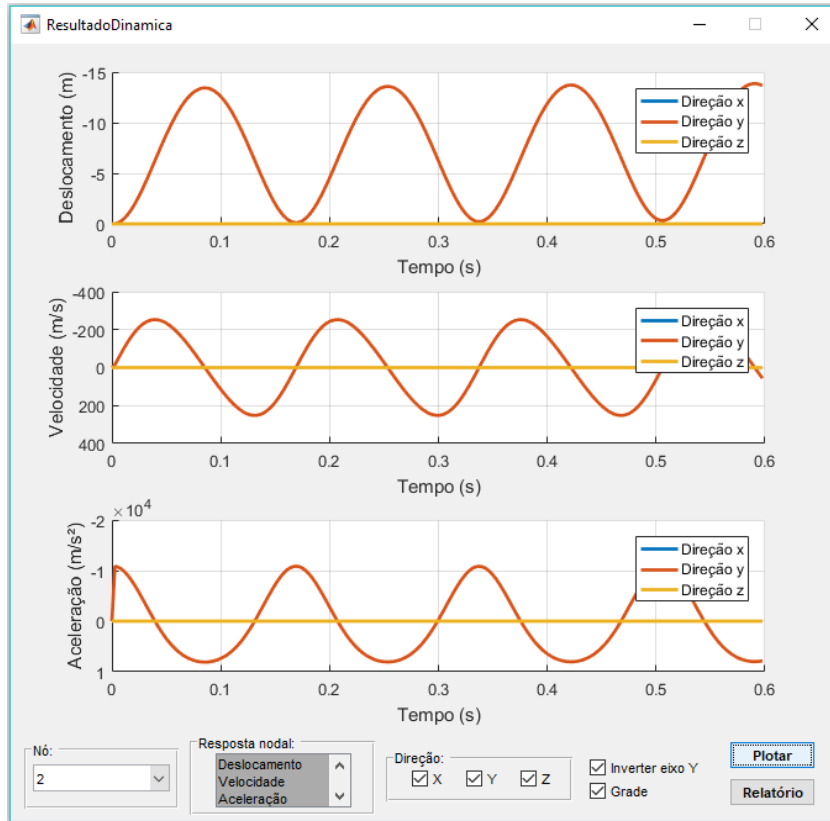 ResultadoDinamica
Deslocamento (m)
-15
-10
-5
0
0 0.1 0.2 0.3 0.4 0.5 0.6
Tempo (s)
Direção x
Direção y
Direção z
Velocidade (m/s)
-400
-200
0
200
400
0 0.1 0.2 0.3 0.4 0.5 0.6
Tempo (s)
Direção x
Direção y
Direção z
Aceleração (m/s²)
×10⁴
-2
-1
0
1
0 0.1 0.2 0.3 0.4 0.5 0.6
Tempo (s)
Direção x
Direção y
Direção z
Nó:
2
Resposta nodal:
Deslocamento
Velocidade
Aceleração
Direção:
X Y Z
Inverter eixo Y
Grade
Plotar
Relatório